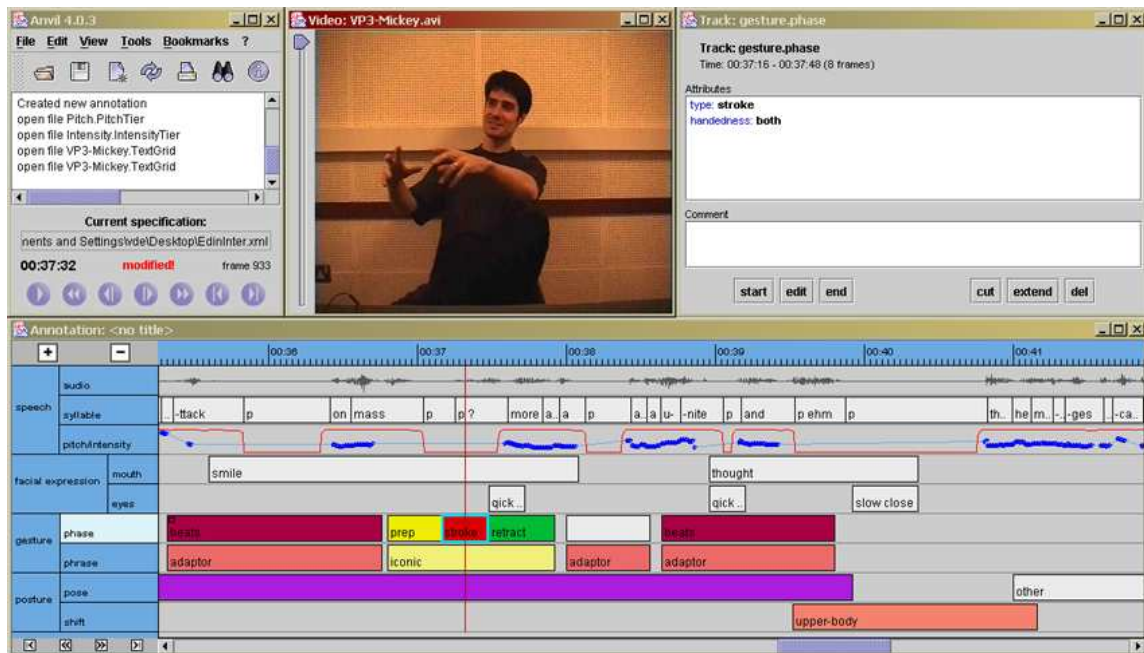 Anvil 4.0.3
File Edit View Tools Bookmarks ?
Created new annotation
open file Pitch.PitchTier
open file Intensity.IntensityTier
open file VP3-Mickey.TextGrid
open file VP3-Mickey.TextGrid
Current specification:
nents and Settings\vde\Desktop\EdinInter.xml
00:37:32 modified! frame 933
Video: VP3-Mickey.avi
Track: gesture.phase
Track: gesture.phase
Time: 00:37:16 - 00:37:48 (8 frames)
Attributes
type: stroke
handedness: both
Comment
start edit end cut extend del
Annotation: <no title>
+ - 00:36 00:37 00:38 00:39 00:40 00:41
speech
audio
syllable .. -ttack p on mass p p ? more a.. a p a.. a u- -nite p and p ehm p th.. he m.. -.. -ges ..-ca..
pitch/intensity
facial expression
mouth smile thought
eyes qick .. qick .. slow close
gesture
phase beats prep stroke retract beats
phrase adaptor iconic adaptor adaptor
posture
pose other
shift upper-body